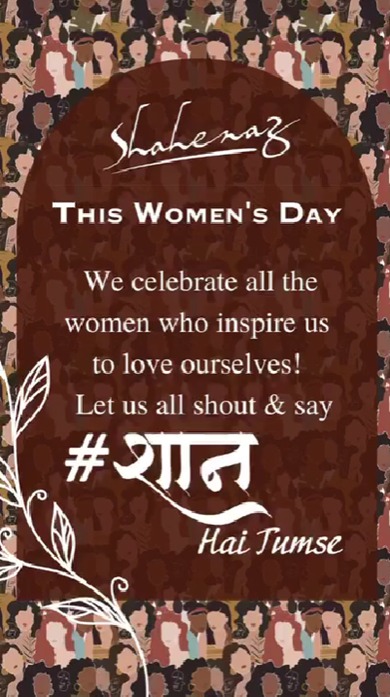 Shahenaz
THIS WOMEN'S DAY
We celebrate all the
women who inspire us
to love ourselves!
Let us all shout & say
#शान
Hai Tumse